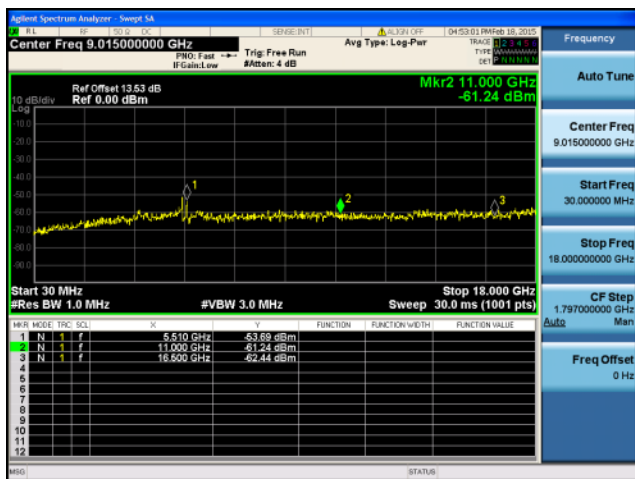 Agilent Spectrum Analyzer - Swept SA
RL RF 50 Ω DC SENSE:INT ALIGN OFF 04:53:01 PM Feb 18, 2015
Center Freq 9.015000000 GHz
PNO: Fast
IFGain:Low
Trig: Free Run
#Atten: 4 dB
Avg Type: Log-Pwr
TRACE 1 2 3 4 5 6
TYPE
DET P N N N N N
Frequency
Auto Tune
Mkr2 11.000 GHz
-61.24 dBm
Ref Offset 13.53 dB
10 dB/div Ref 0.00 dBm
Log
-10.0
-20.0
-30.0
-40.0
-50.0
-60.0
-70.0
-80.0
-90.0
1
2
3
Start 30 MHz Stop 18.000 GHz
#Res BW 1.0 MHz #VBW 3.0 MHz Sweep 30.0 ms (1001 pts)
MKR MODE TRC SCL X Y FUNCTION FUNCTION WIDTH FUNCTION VALUE
1 N 1 f 5.510 GHz -53.69 dBm
2 N 1 f 11.000 GHz -61.24 dBm
3 N 1 f 16.500 GHz -62.44 dBm
4
5
6
7
8
9
10
11
12
Center Freq
9.015000000 GHz
Start Freq
30.000000 MHz
Stop Freq
18.000000000 GHz
CF Step
1.797000000 GHz
Auto Man
Freq Offset
0 Hz
MSG STATUS